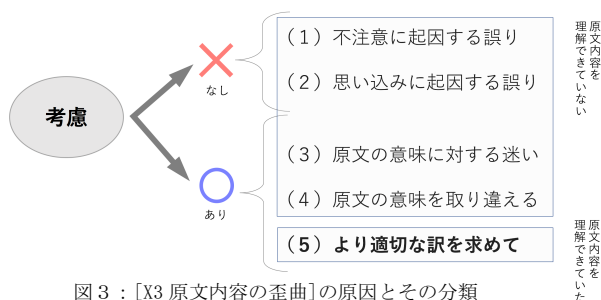 考慮
なし
あり
（１）不注意に起因する誤り
（２）思い込みに起因する誤り
（３）原文の意味に対する迷い
（４）原文の意味を取り違える
（５）より適切な訳を求めて
原文内容を
理解できていない
原文内容を
理解できていた
図３：[X3 原文内容の歪曲]の原因とその分類